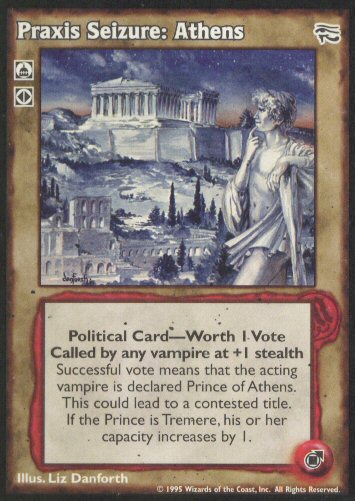 Praxis Seizure: Athens
danforth
Political Card—Worth 1 Vote
Called by any vampire at +1 stealth
Successful vote means that the acting
vampire is declared Prince of Athens.
This could lead to a contested title.
If the Prince is Tremere, his or her
capacity increases by 1.
Illus. Liz Danforth
© 1995 Wizards of the Coast, Inc. All Rights Reserved.